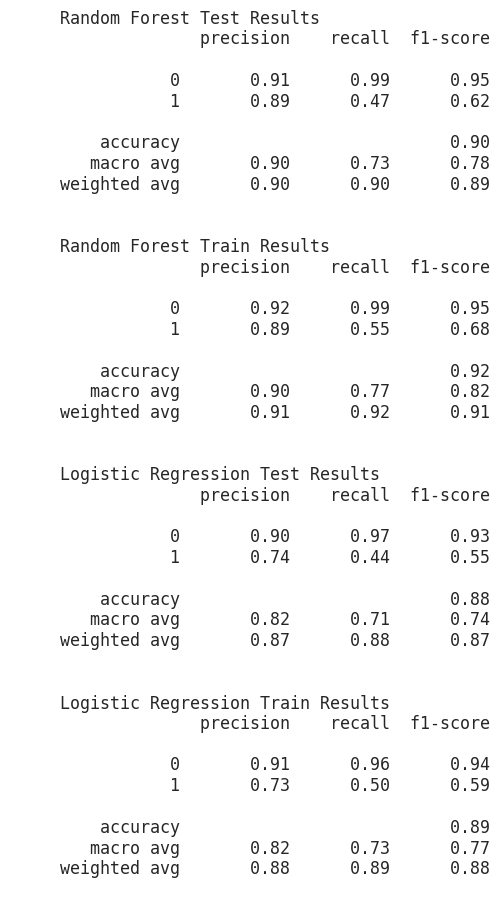 Random Forest Test Results
precision recall f1-score
0 0.91 0.99 0.95
1 0.89 0.47 0.62
accuracy 0.90
macro avg 0.90 0.73 0.78
weighted avg 0.90 0.90 0.89
Random Forest Train Results
precision recall f1-score
0 0.92 0.99 0.95
1 0.89 0.55 0.68
accuracy 0.92
macro avg 0.90 0.77 0.82
weighted avg 0.91 0.92 0.91
Logistic Regression Test Results
precision recall f1-score
0 0.90 0.97 0.93
1 0.74 0.44 0.55
accuracy 0.88
macro avg 0.82 0.71 0.74
weighted avg 0.87 0.88 0.87
Logistic Regression Train Results
precision recall f1-score
0 0.91 0.96 0.94
1 0.73 0.50 0.59
accuracy 0.89
macro avg 0.82 0.73 0.77
weighted avg 0.88 0.89 0.88